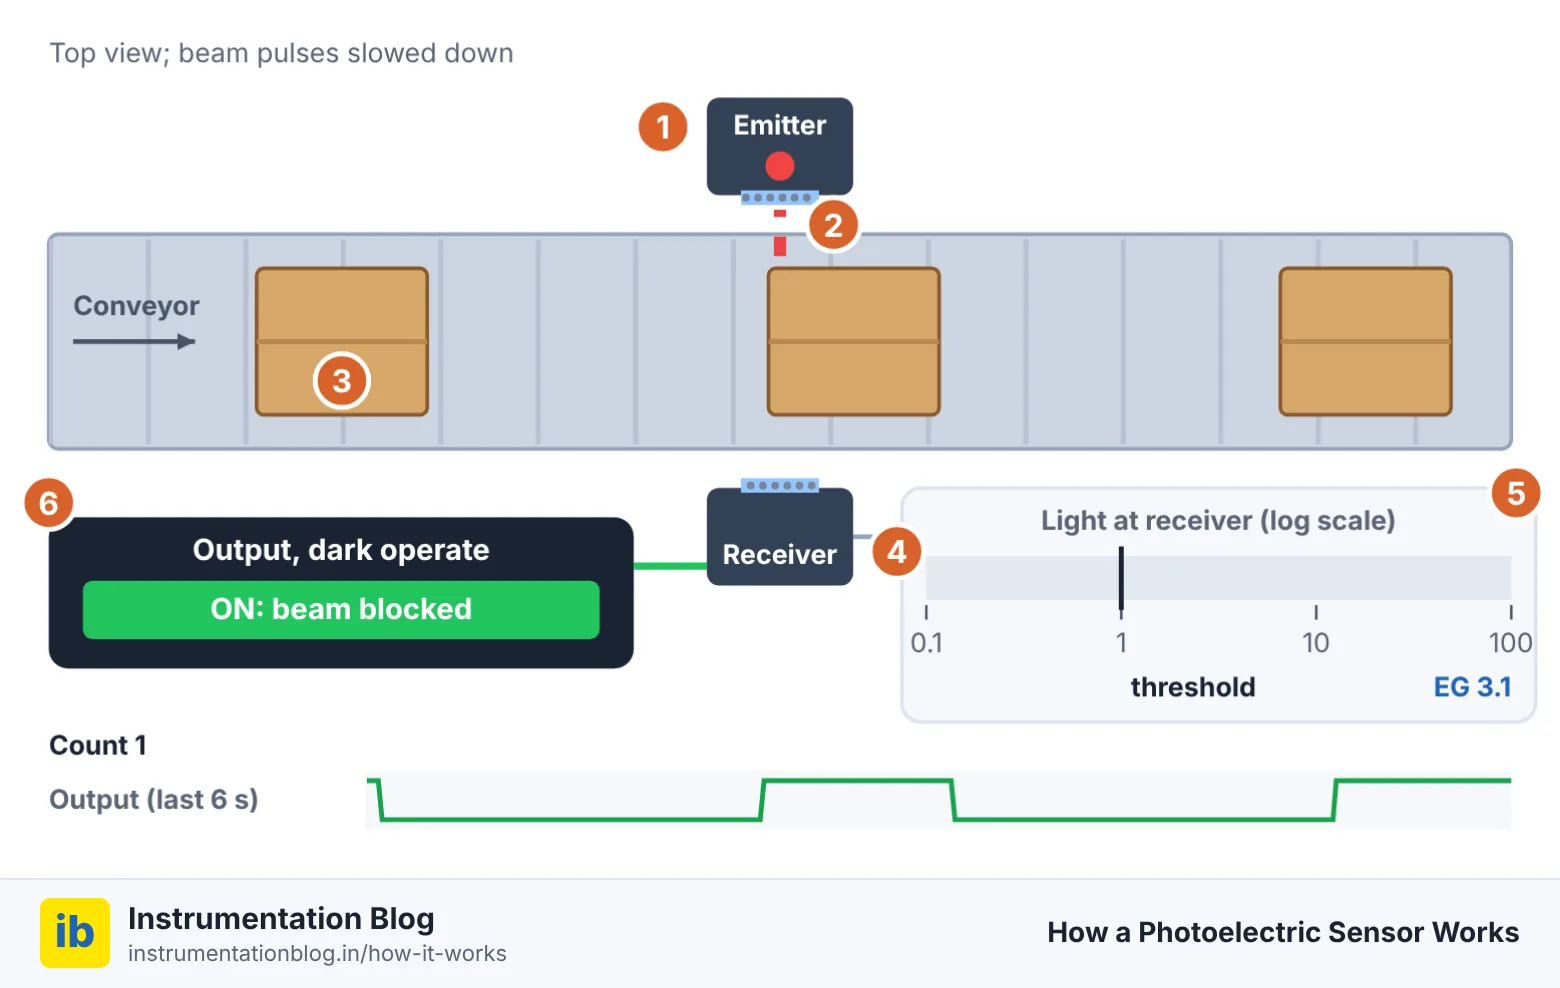 Top view; beam pulses slowed down
1
Emitter
2
Conveyor
3
6
Output, dark operate
ON: beam blocked
Receiver
4
5
Light at receiver (log scale)
0.1 1 10 100
threshold
EG 3.1
Count 1
Output (last 6 s)
ib
Instrumentation Blog
instrumentationblog.in/how-it-works
How a Photoelectric Sensor Works